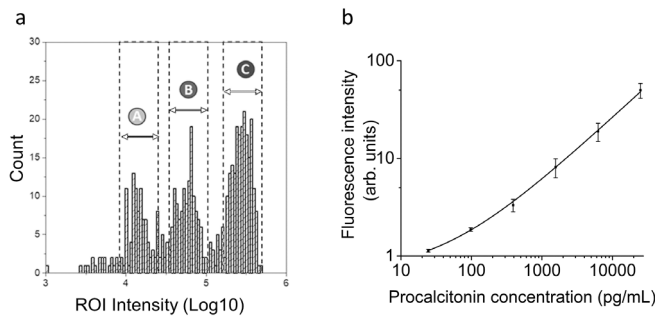 a
30
25
20
15
10
5
0
Count
A
B
C
3
4
5
6
ROI Intensity (Log10)
b
100
10
1
Fluorescence intensity
(arb. units)
10
100
1000
10000
Procalcitonin concentration (pg/mL)